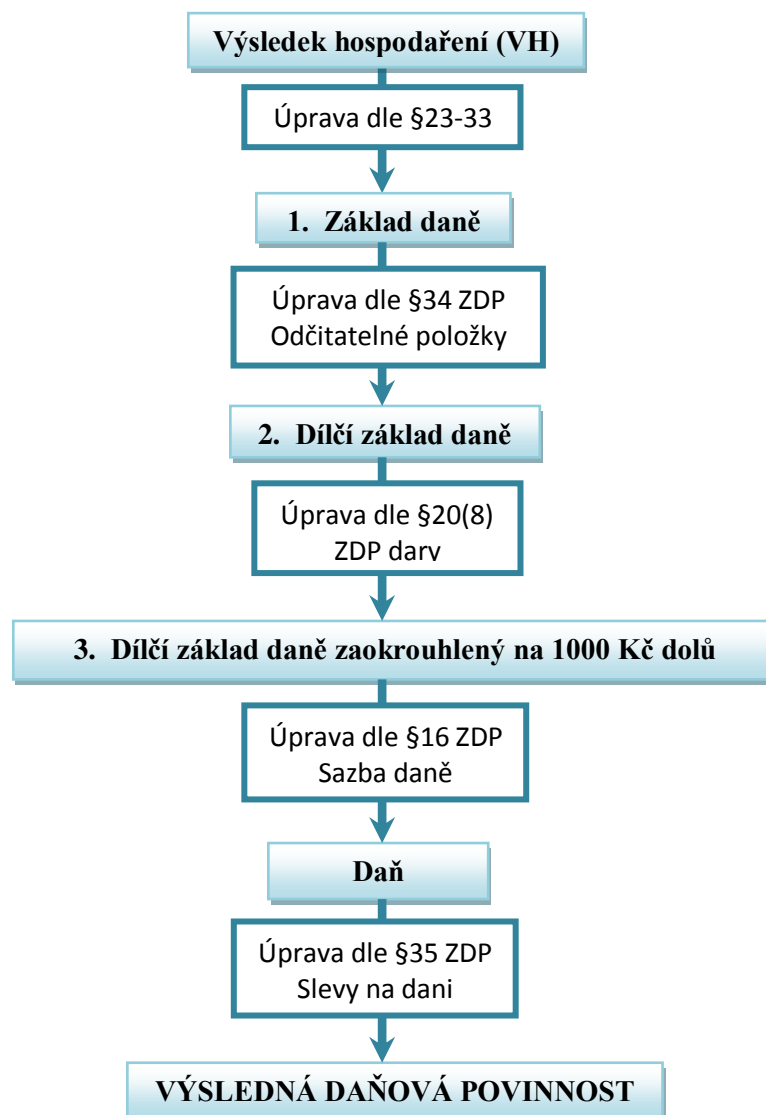 Výsledek hospodaření (VH)
Úprava dle §23-33
1. Základ daně
Úprava dle §34 ZDP
Odčitatelné položky
2. Dílčí základ daně
Úprava dle §20(8)
ZDP dary
3. Dílčí základ daně zaokrouhlený na 1000 Kč dolů
Úprava dle §16 ZDP
Sazba daně
Daň
Úprava dle §35 ZDP
Slevy na dani
VÝSLEDNÁ DAŇOVÁ POVINNOST